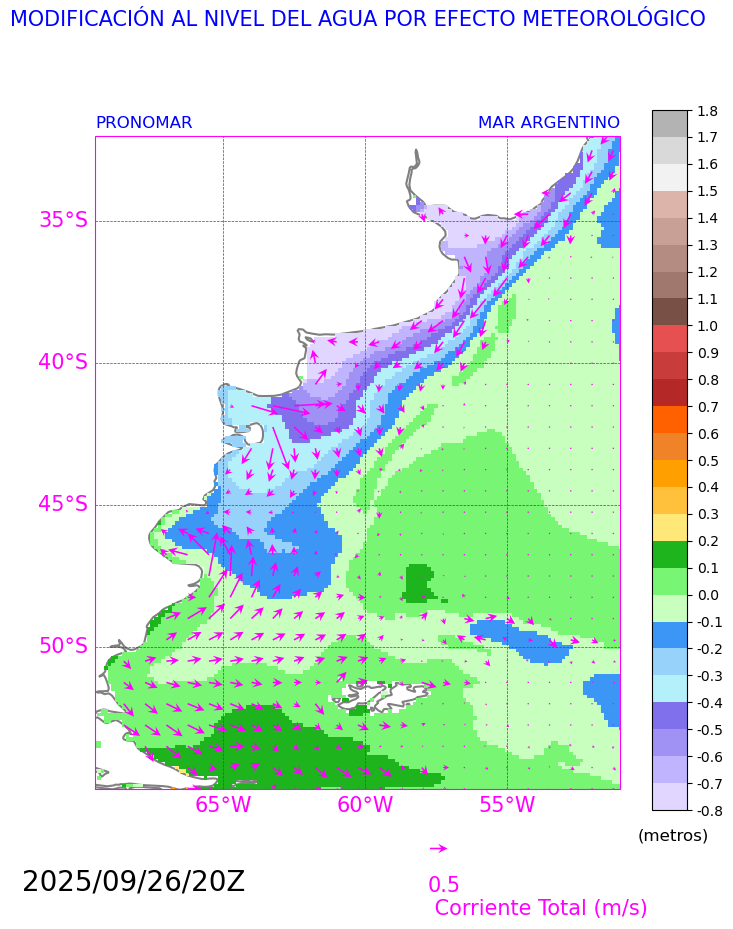 MODIFICACIÓN AL NIVEL DEL AGUA POR EFECTO METEOROLÓGICO
PRONOMAR
MAR ARGENTINO
35°S
40°S
45°S
50°S
65°W
60°W
55°W
1.8
1.7
1.6
1.5
1.4
1.3
1.2
1.1
1.0
0.9
0.8
0.7
0.6
0.5
0.4
0.3
0.2
0.1
0.0
-0.1
-0.2
-0.3
-0.4
-0.5
-0.6
-0.7
-0.8
(metros)
2025/09/26/20Z
0.5
Corriente Total (m/s)